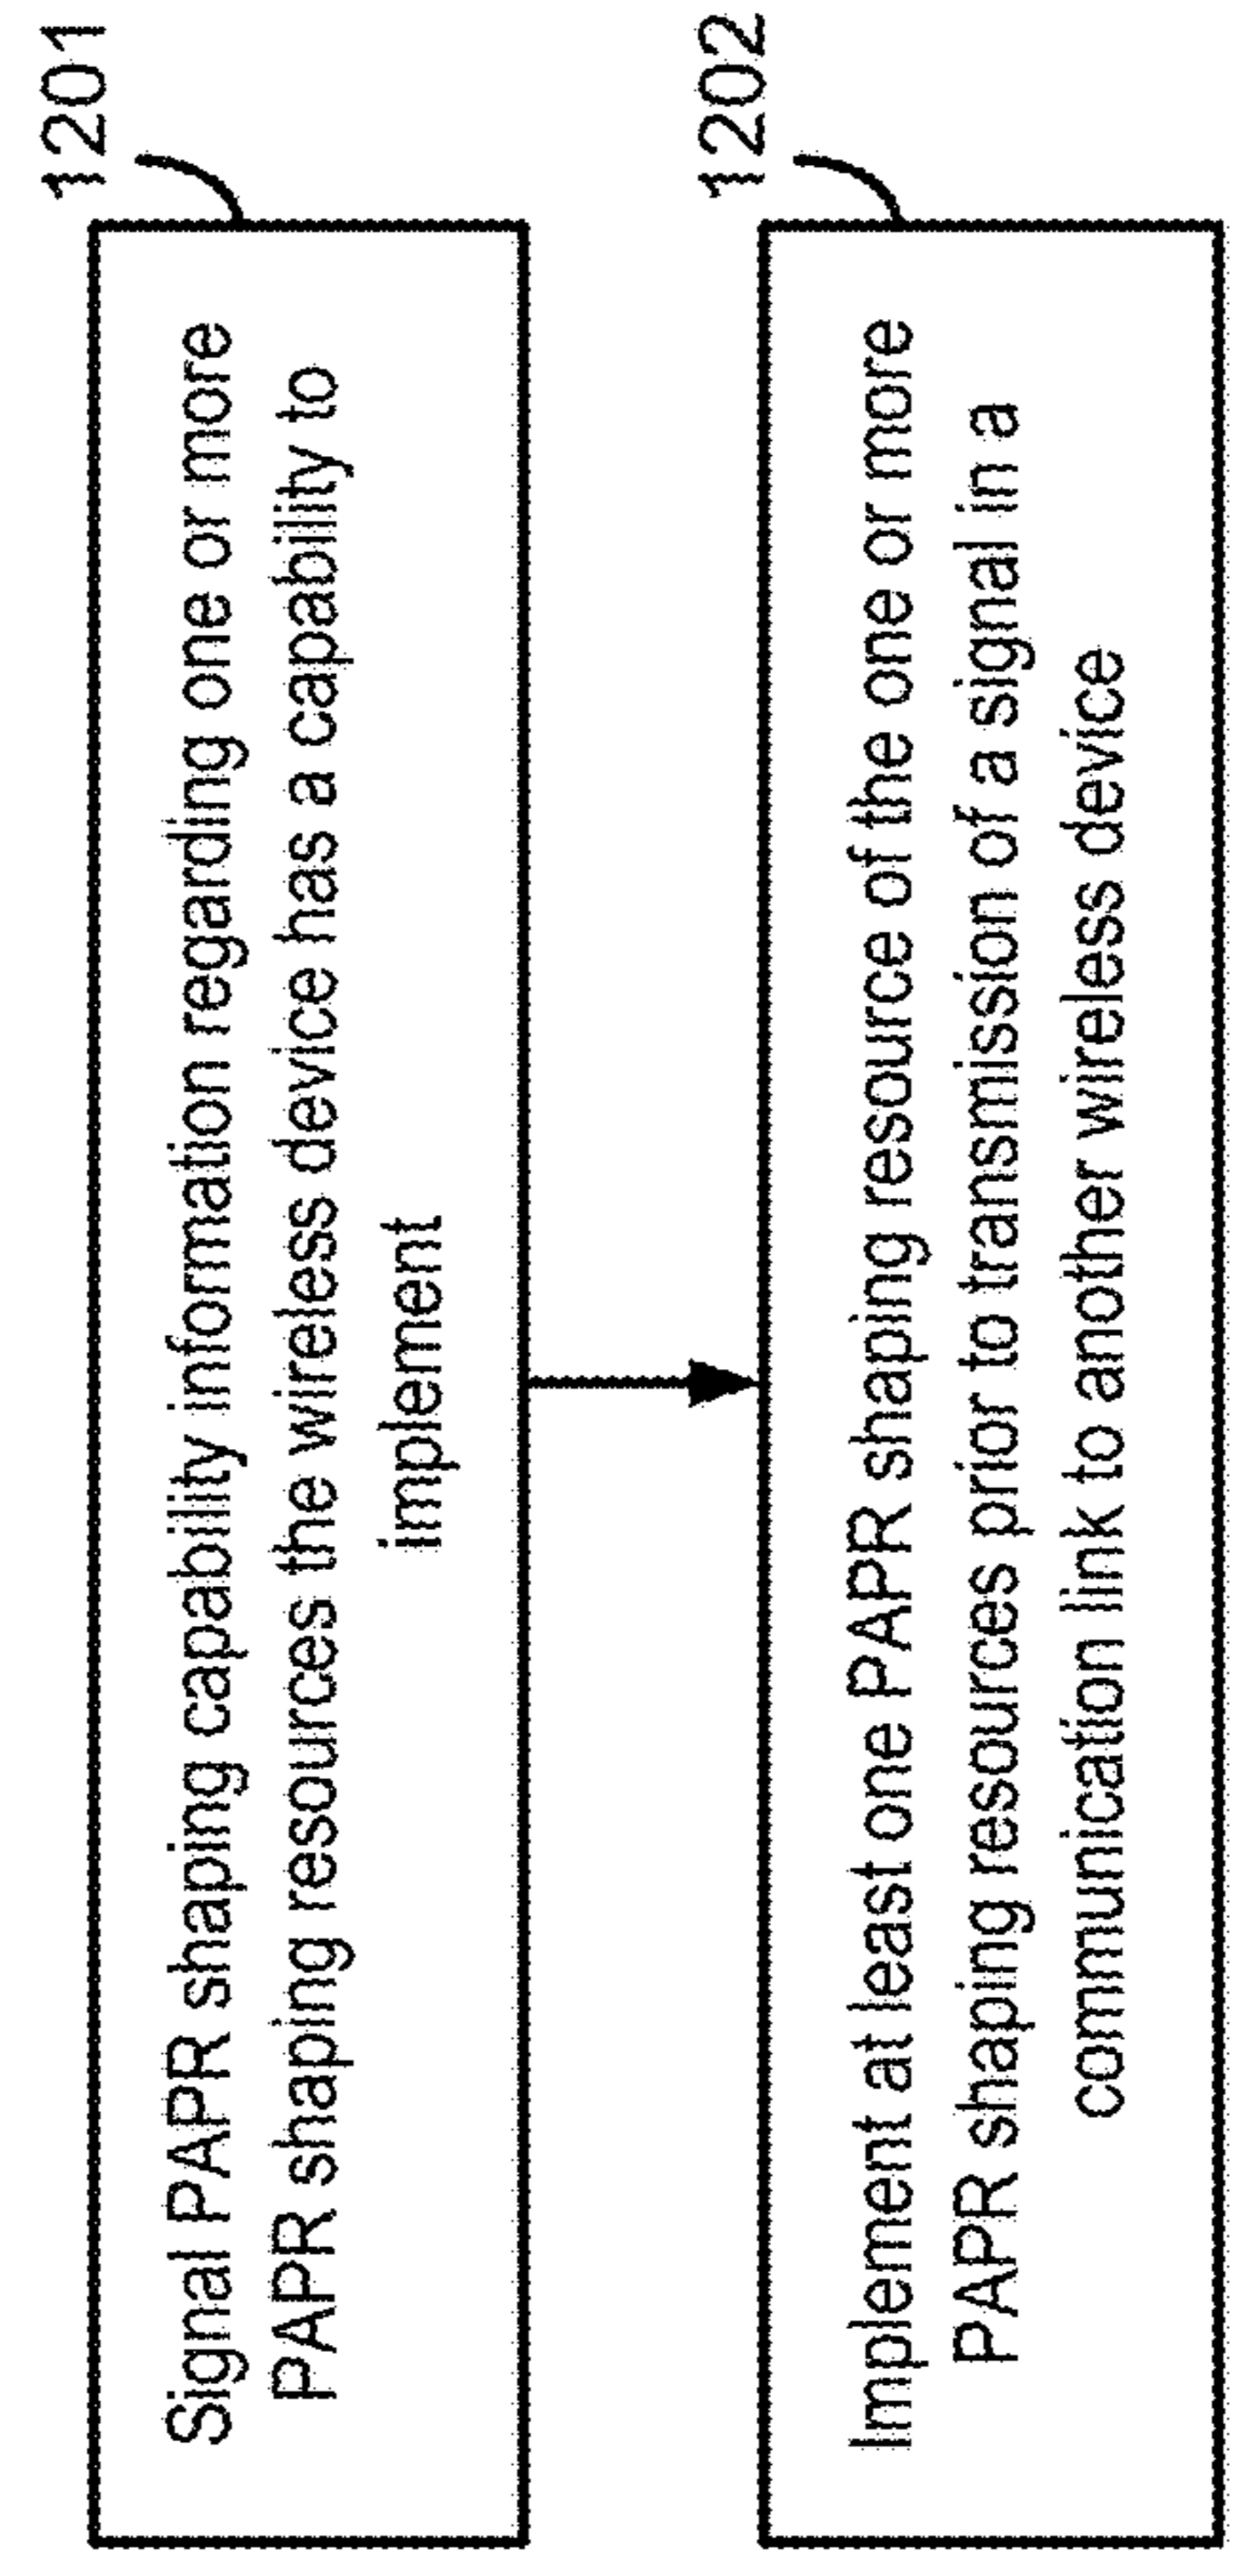 1201
Signal PAPR shaping capability information regarding one or more
PAPR shaping resources the wireless device has a capability to
implement
1202
Implement at least one PAPR shaping resource of the one or more
PAPR shaping resources prior to transmission of a signal in a
communication link to another wireless device